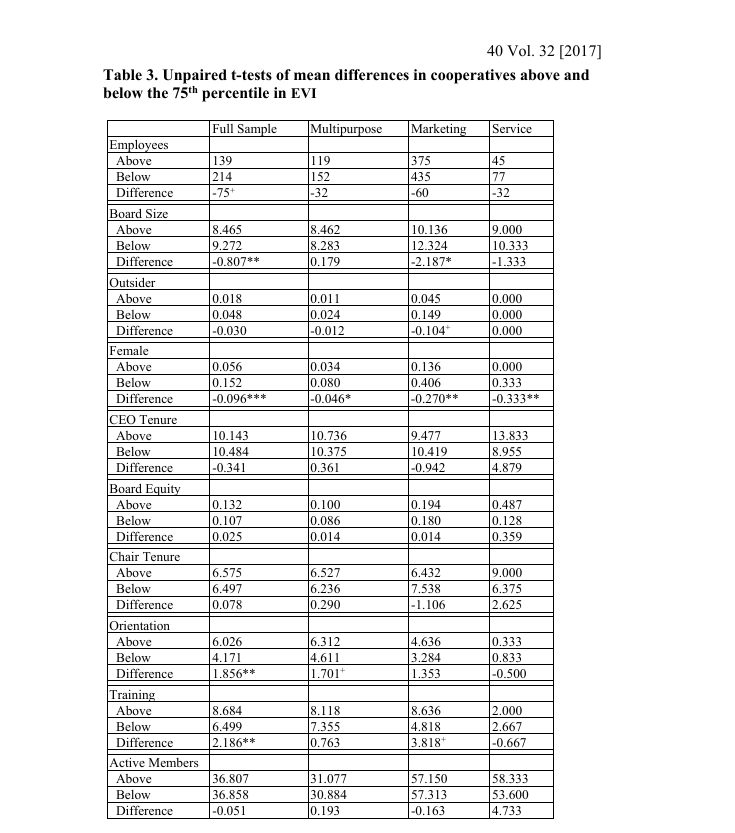 40 Vol. 32 [2017]
Table 3. Unpaired t-tests of mean differences in cooperatives above and
below the 75th percentile in EVI
Full Sample Multipurpose Marketing Service
Employees
Above 139 119 375 45
Below 214 152 435 77
Difference -75+ -32 -60 -32
Board Size
Above 8.465 8.462 10.136 9.000
Below 9.272 8.283 12.324 10.333
Difference -0.807** 0.179 -2.187* -1.333
Outsider
Above 0.018 0.011 0.045 0.000
Below 0.048 0.024 0.149 0.000
Difference -0.030 -0.012 -0.104+ 0.000
Female
Above 0.056 0.034 0.136 0.000
Below 0.152 0.080 0.406 0.333
Difference -0.096*** -0.046* -0.270** -0.333**
CEO Tenure
Above 10.143 10.736 9.477 13.833
Below 10.484 10.375 10.419 8.955
Difference -0.341 0.361 -0.942 4.879
Board Equity
Above 0.132 0.100 0.194 0.487
Below 0.107 0.086 0.180 0.128
Difference 0.025 0.014 0.014 0.359
Chair Tenure
Above 6.575 6.527 6.432 9.000
Below 6.497 6.236 7.538 6.375
Difference 0.078 0.290 -1.106 2.625
Orientation
Above 6.026 6.312 4.636 0.333
Below 4.171 4.611 3.284 0.833
Difference 1.856** 1.701+ 1.353 -0.500
Training
Above 8.684 8.118 8.636 2.000
Below 6.499 7.355 4.818 2.667
Difference 2.186** 0.763 3.818+ -0.667
Active Members
Above 36.807 31.077 57.150 58.333
Below 36.858 30.884 57.313 53.600
Difference -0.051 0.193 -0.163 4.733